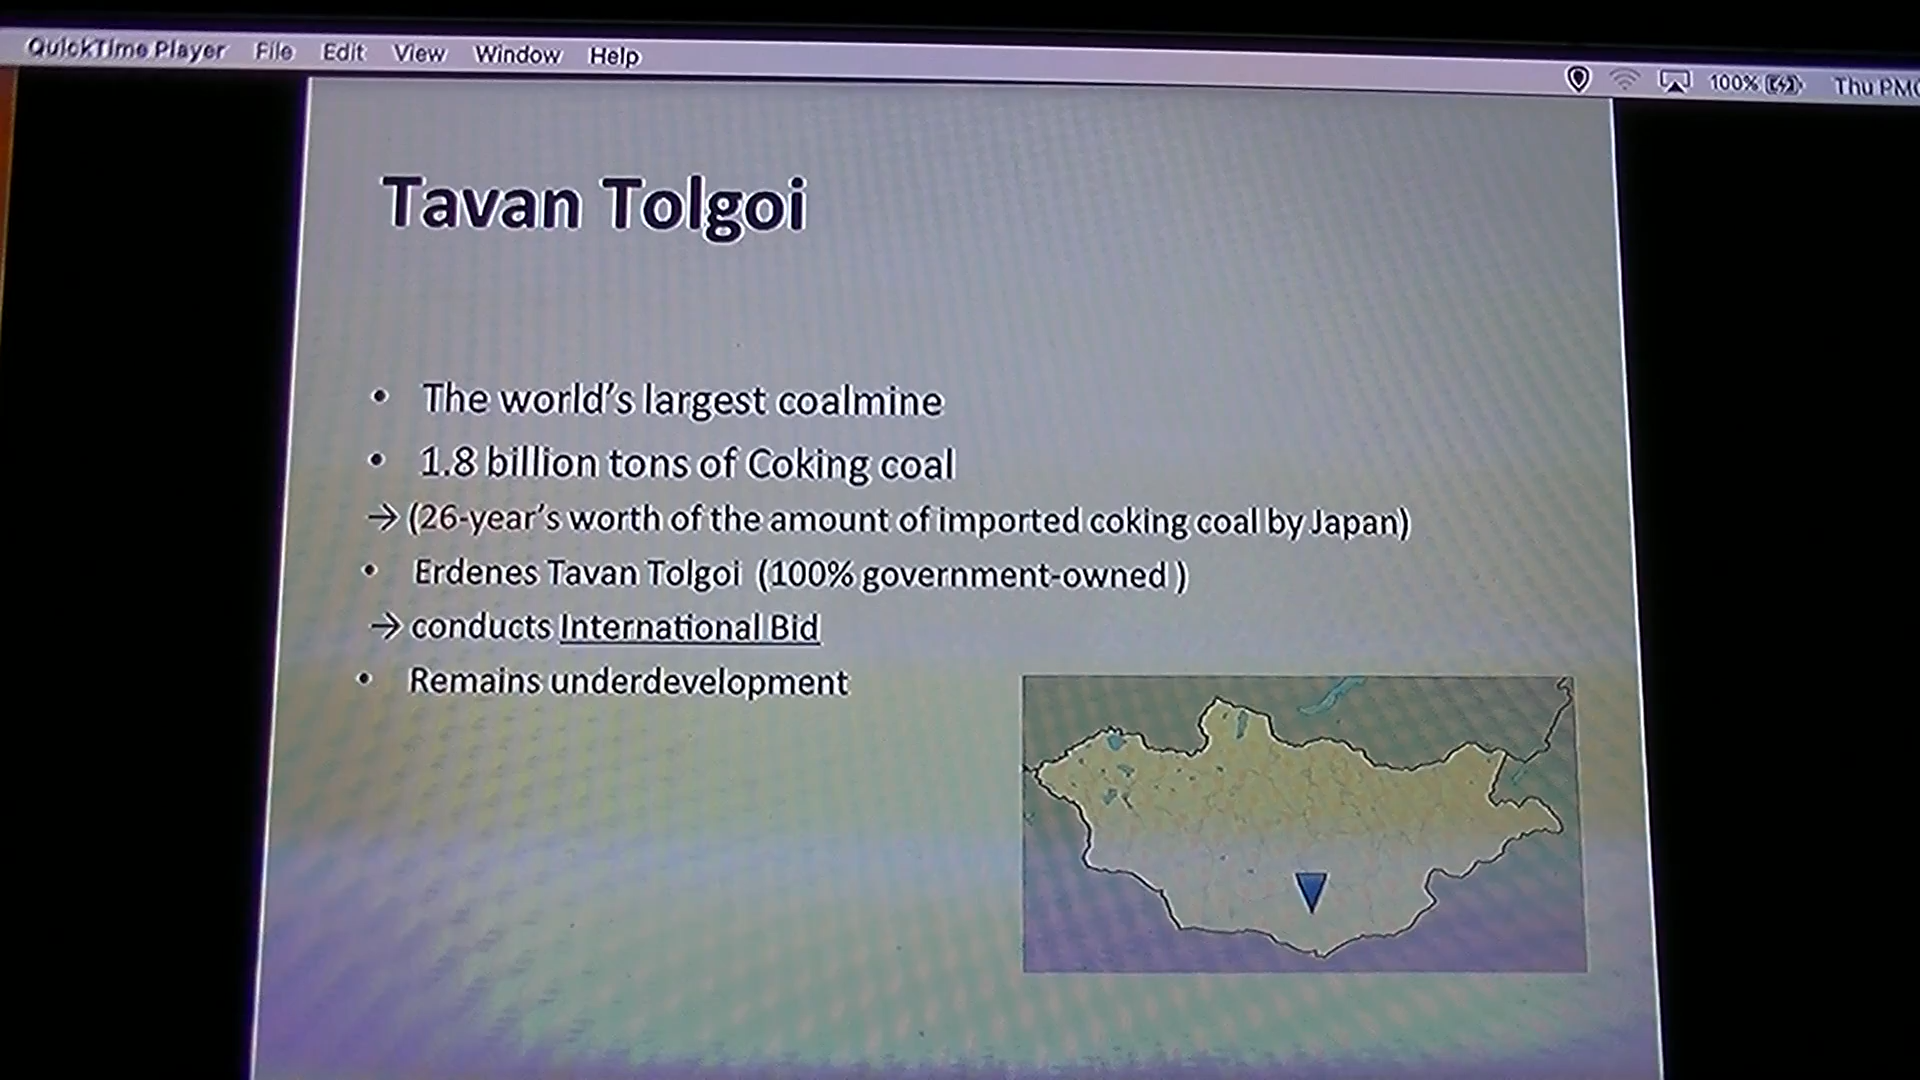 QuickTime Player File Edit View Window Help
100% Thu PM
Tavan Tolgoi
• The world's largest coalmine
• 1.8 billion tons of Coking coal
→ (26-year's worth of the amount of imported coking coal by Japan)
• Erdenes Tavan Tolgoi (100% government-owned )
→ conducts International Bid
• Remains underdevelopment